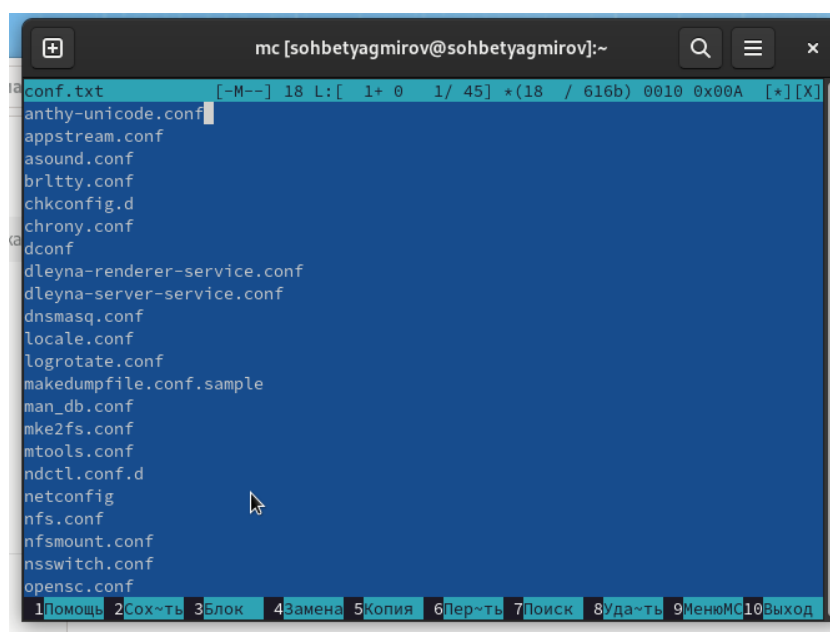 mc [sohbetyagmirov@sohbetyagmirov]:~
conf.txt [-M--] 18 L:[ 1+ 0 1/ 45] *(18 / 616b) 0010 0x00A [*][X]
anthy-unicode.conf
appstream.conf
asound.conf
brltty.conf
chkconfig.d
chrony.conf
dconf
dleyna-renderer-service.conf
dleyna-server-service.conf
dnsmasq.conf
locale.conf
logrotate.conf
makedumpfile.conf.sample
man_db.conf
mke2fs.conf
mtools.conf
ndctl.conf.d
netconfig
nfs.conf
nfsmount.conf
nsswitch.conf
opensc.conf
1Помощь 2Сох~ть 3Блок 4Замена 5Копия 6Пер~ть 7Поиск 8Уда~ть 9МенюMC10Выход